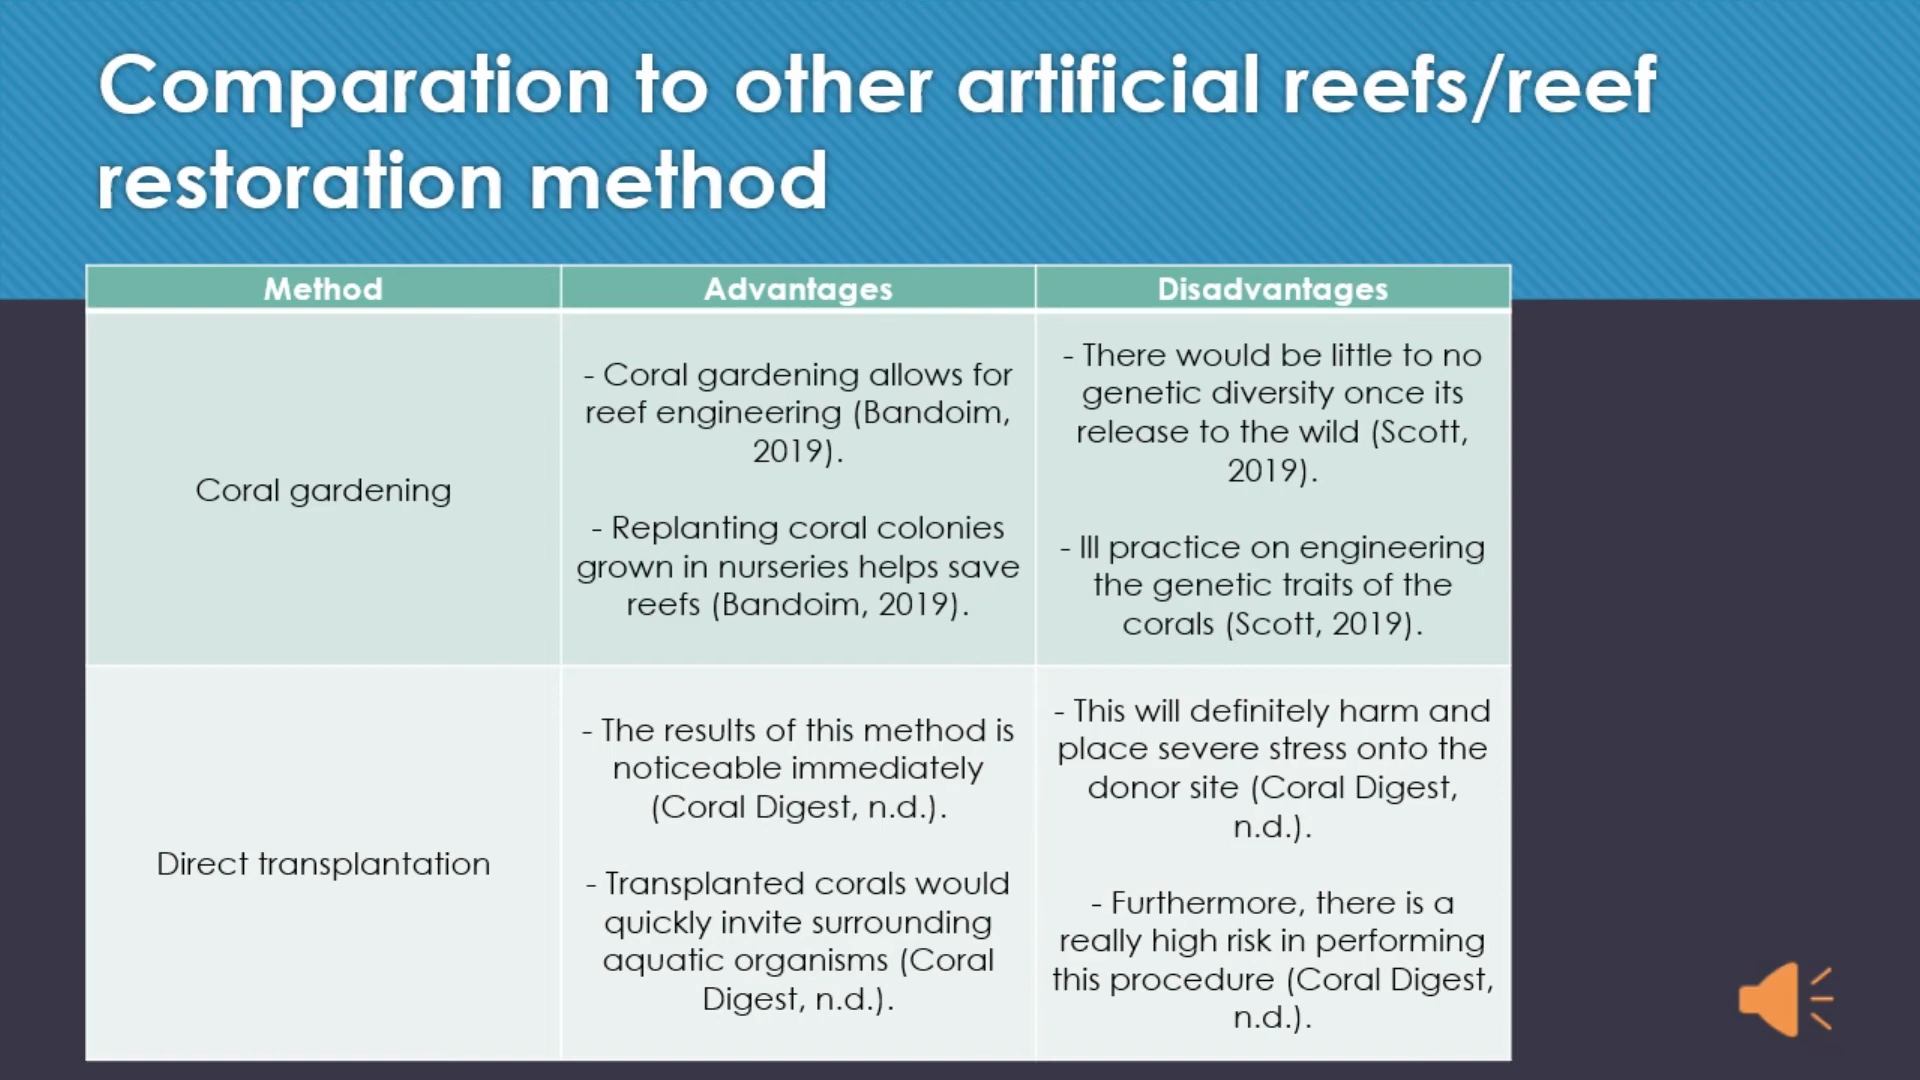 Comparation to other artificial reefs/reef
restoration method
Method
Advantages
Disadvantages
Coral gardening
- Coral gardening allows for
reef engineering (Bandoim,
2019).
- Replanting coral colonies
grown in nurseries helps save
reefs (Bandoim, 2019).
- There would be little to no
genetic diversity once its
release to the wild (Scott,
2019).
- Ill practice on engineering
the genetic traits of the
corals (Scott, 2019).
Direct transplantation
- The results of this method is
noticeable immediately
(Coral Digest, n.d.).
- Transplanted corals would
quickly invite surrounding
aquatic organisms (Coral
Digest, n.d.).
- This will definitely harm and
place severe stress onto the
donor site (Coral Digest,
n.d.).
- Furthermore, there is a
really high risk in performing
this procedure (Coral Digest,
n.d.).